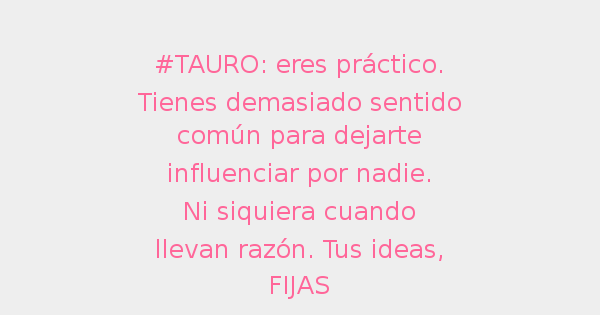 #TAURO: eres práctico.
Tienes demasiado sentido
común para dejarte
influenciar por nadie.
Ni siquiera cuando
llevan razón. Tus ideas,
FIJAS